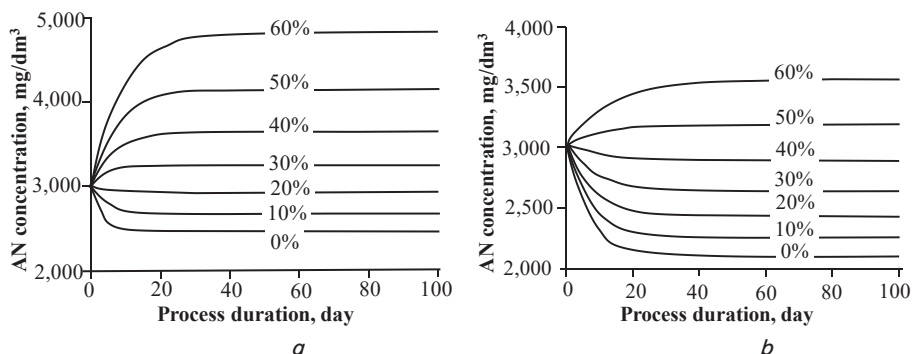 AN concentration, mg/dm³
5,000
4,000
3,000
2,000
60%
50%
40%
30%
20%
10%
0%
0 20 40 60 80 100
Process duration, day
a
AN concentration, mg/dm³
4,000
3,500
3,000
2,500
2,000
60%
50%
40%
30%
20%
10%
0%
0 20 40 60 80 100
Process duration, day
b